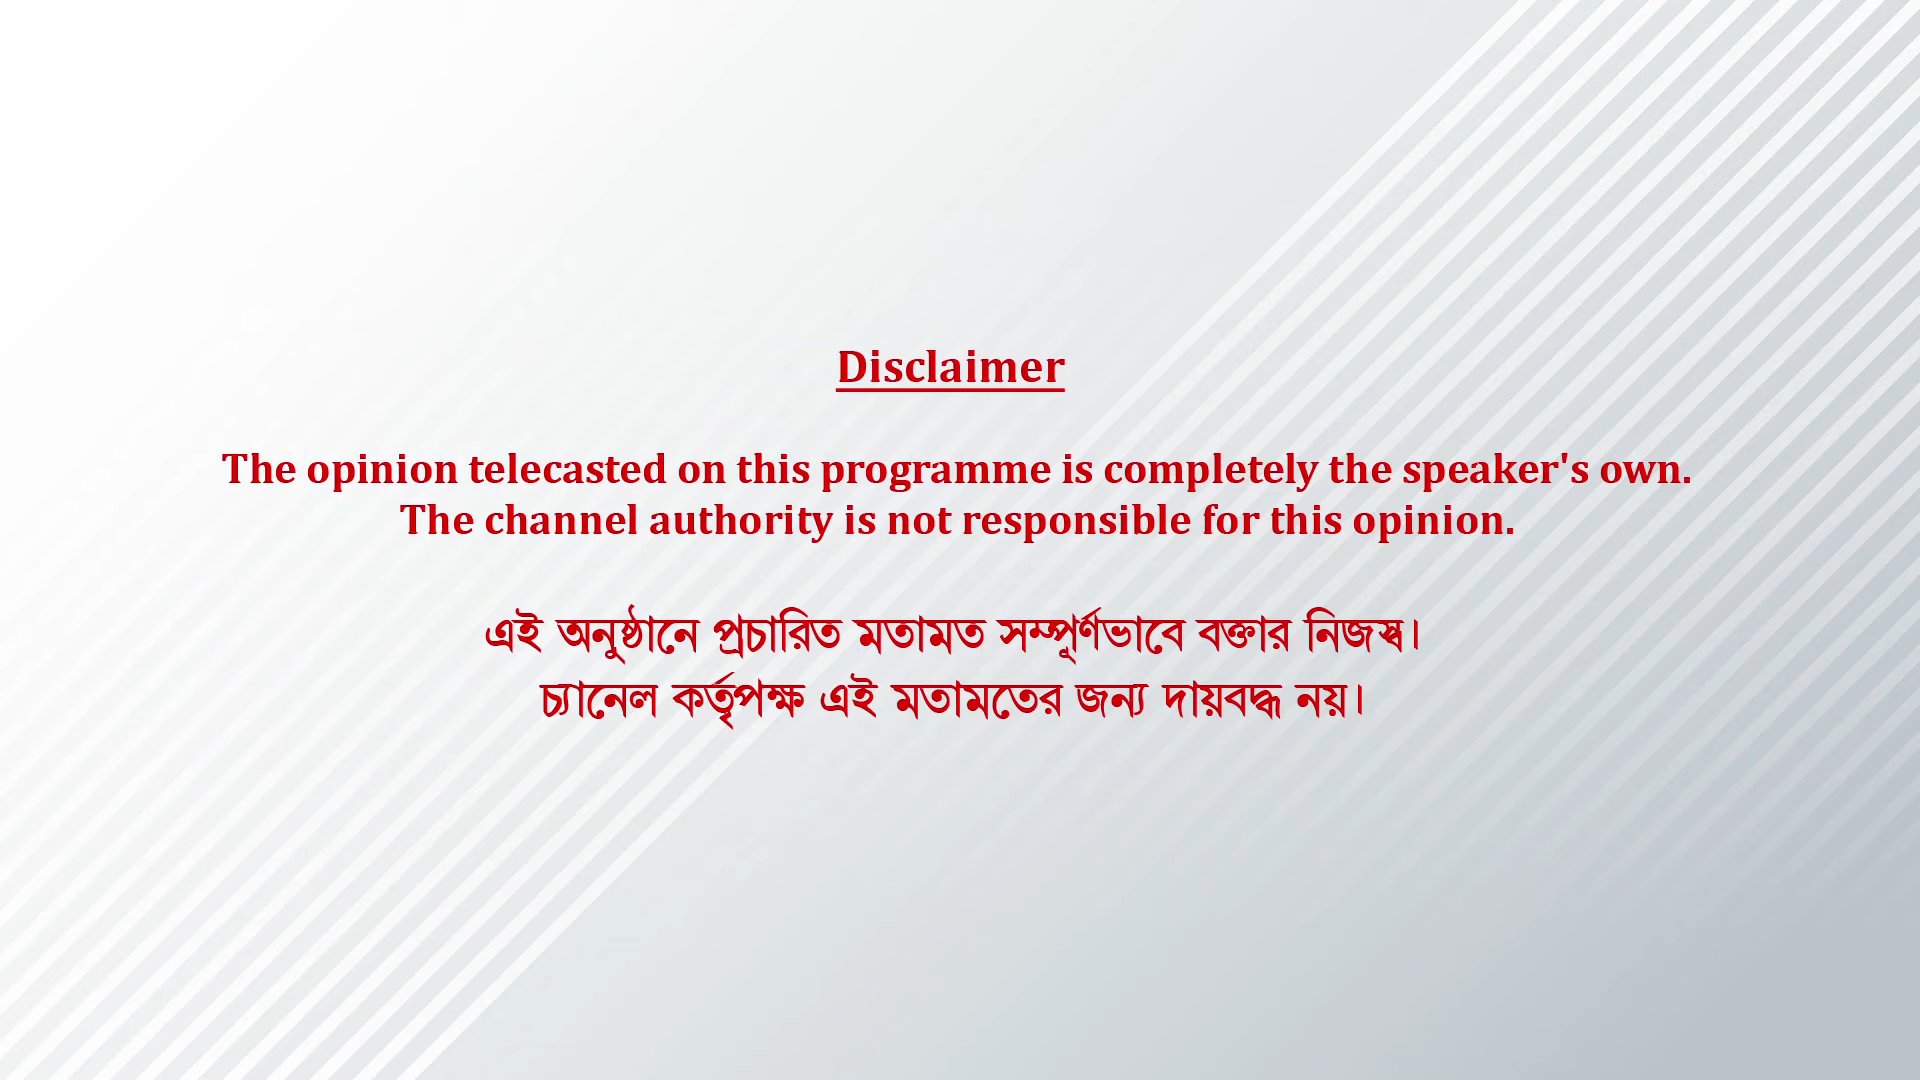 Disclaimer
The opinion telecasted on this programme is completely the speaker's own.
The channel authority is not responsible for this opinion.
এই অনুষ্ঠানে প্রচারিত মতামত সম্পূর্ণভাবে বক্তার নিজস্ব।
চ্যানেল কর্তৃপক্ষ এই মতামতের জন্য দায়বদ্ধ নয়।